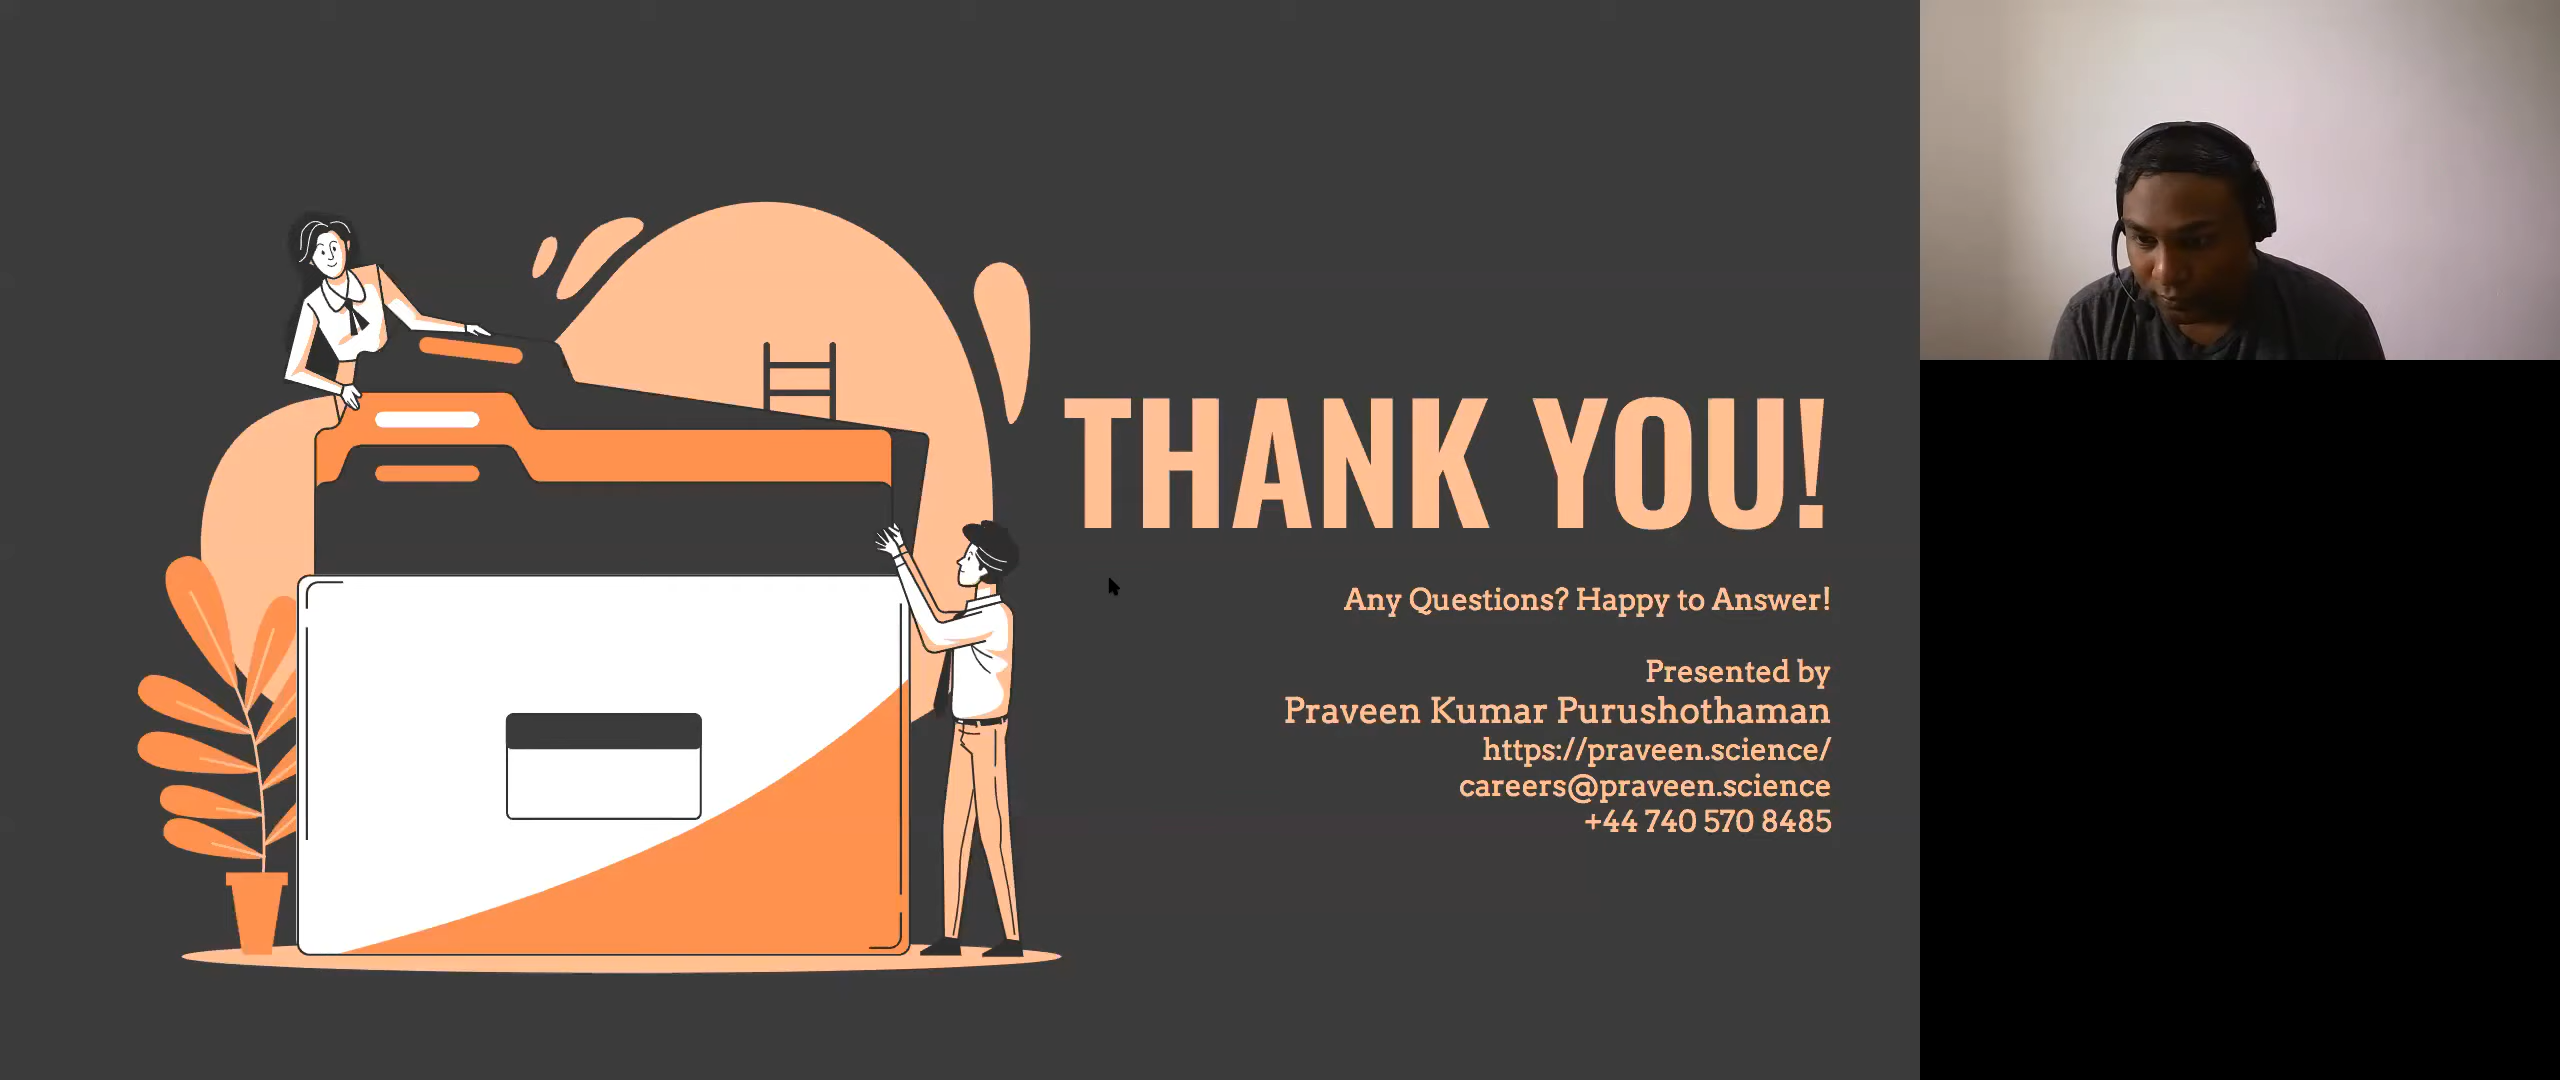 THANK YOU!
Any Questions? Happy to Answer!
Presented by
Praveen Kumar Purushothaman
https://praveen.science/
careers@praveen.science
+44 740 570 8485